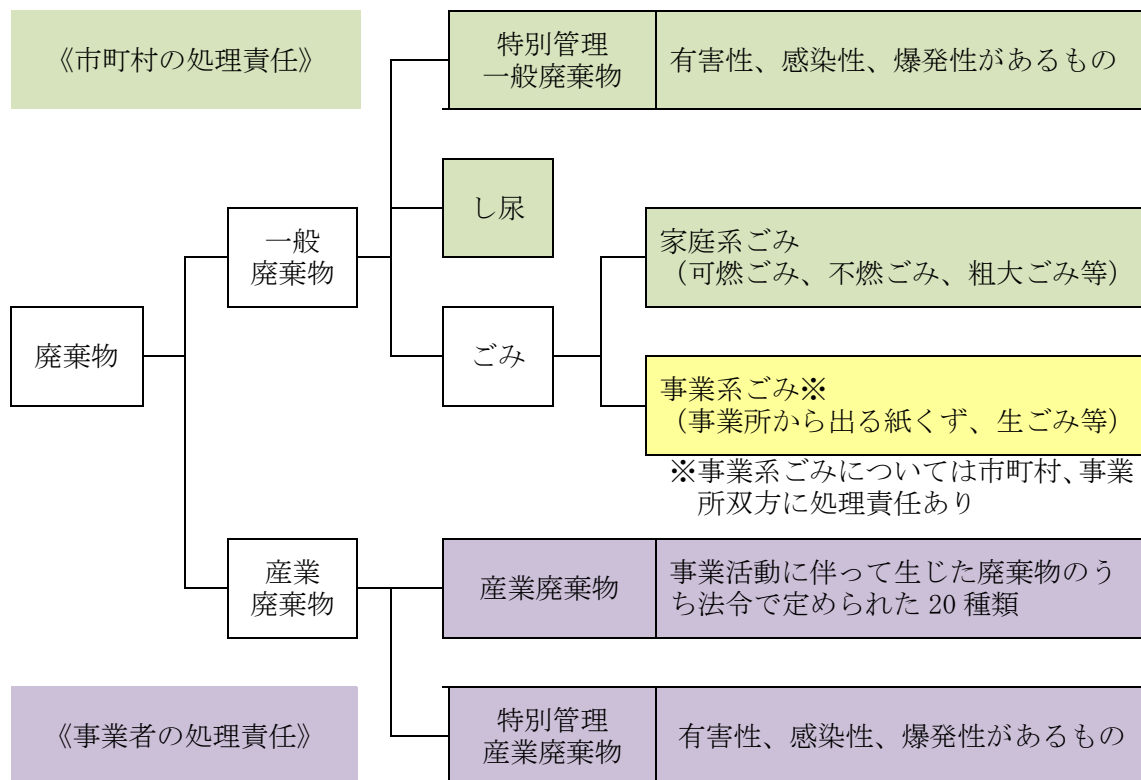 《市町村の処理責任》
特別管理
一般廃棄物
有害性、感染性、爆発性があるもの
し尿
一般
廃棄物
家庭系ごみ
（可燃ごみ、不燃ごみ、粗大ごみ等）
廃棄物
ごみ
事業系ごみ※
（事業所から出る紙くず、生ごみ等）
※事業系ごみについては市町村、事業
所双方に処理責任あり
産業
廃棄物
産業廃棄物
事業活動に伴って生じた廃棄物のう
ち法令で定められた 20 種類
《事業者の処理責任》
特別管理
産業廃棄物
有害性、感染性、爆発性があるもの